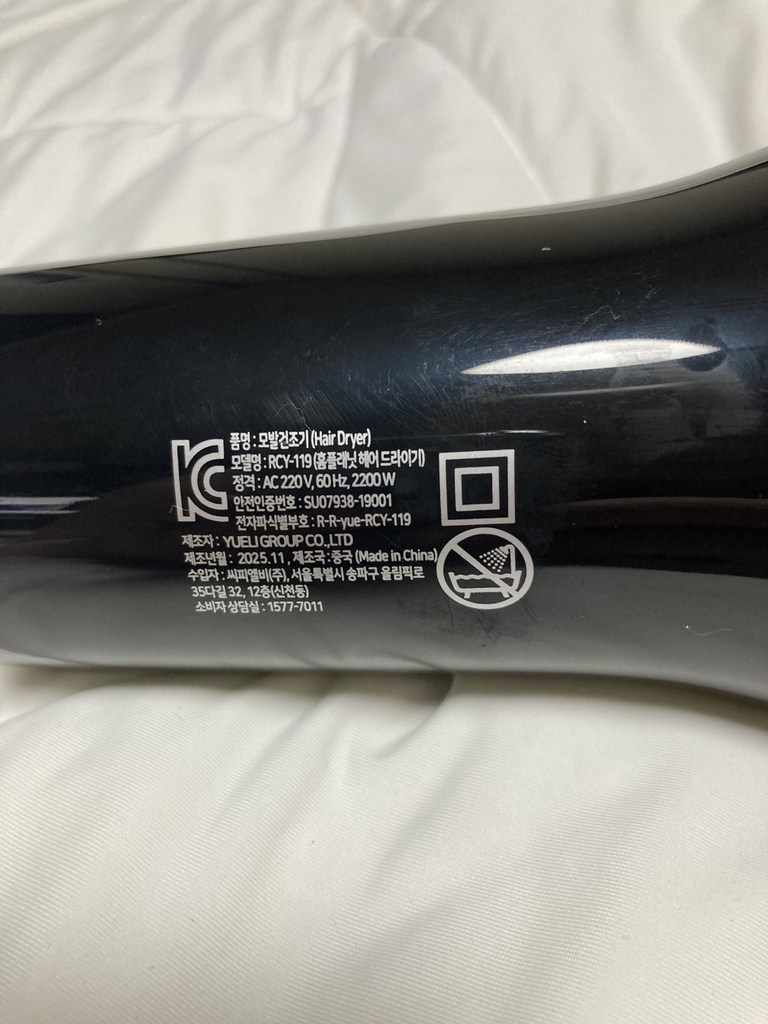 KC
품명 : 모발건조기 (Hair Dryer)
모델명 : RCY-119 (홈플래닛 헤어 드라이기)
정격 : AC 220 V, 60 Hz, 2200 W
안전인증번호 : SU07938-19001
전자파식별부호 : R-R-yue-RCY-119
제조자 : YUELI GROUP CO.,LTD
제조년월 : 2025.11 , 제조국 : 중국 (Made in China)
수입자 : 씨피엘비(주), 서울특별시 송파구 올림픽로
35다길 32, 12층(신천동)
소비자 상담실 : 1577-7011